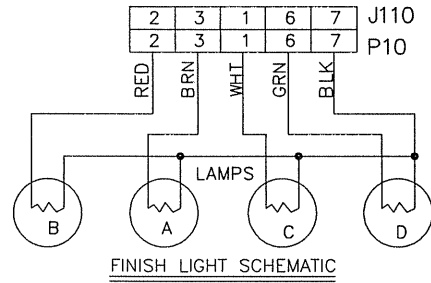 2 3 1 6 7 J110
2 3 1 6 7 P10
RED BRN WHT GRN BLK
LAMPS
B A C D
FINISH LIGHT SCHEMATIC